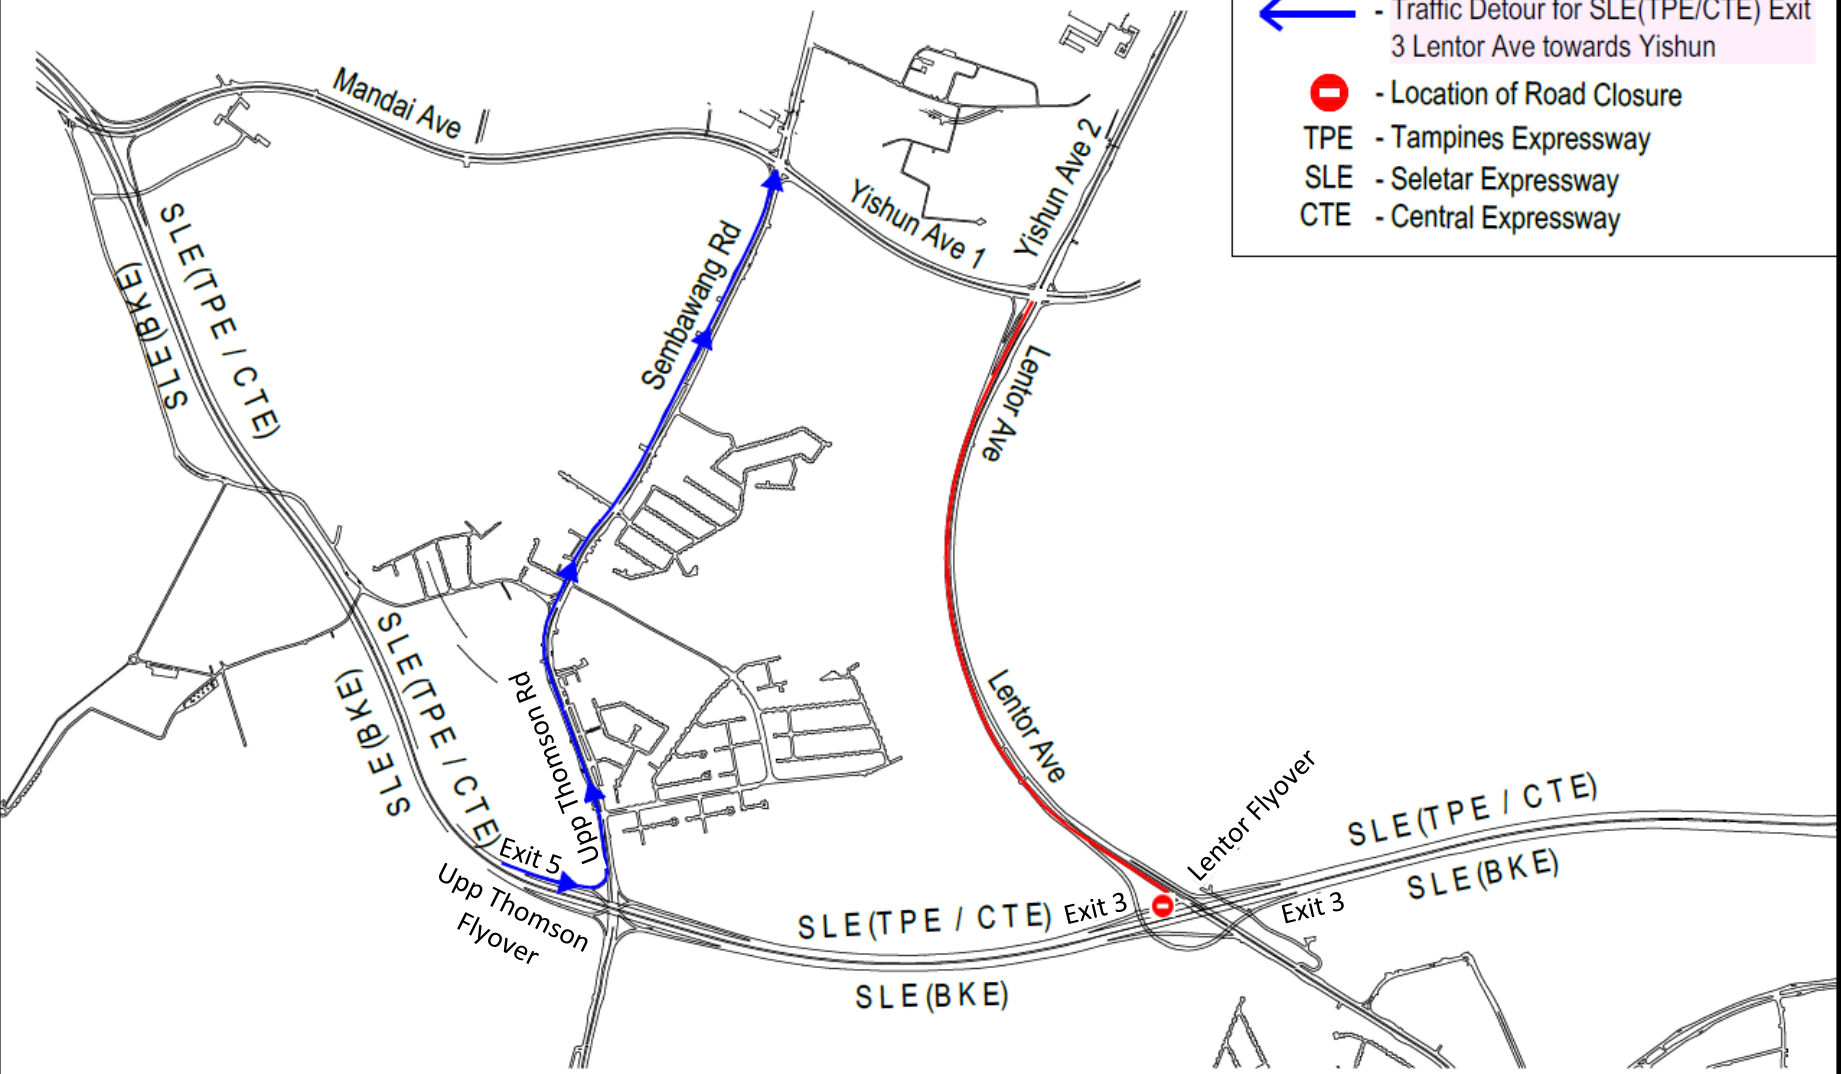 - Traffic Detour for SLE(TPE/CTE) Exit
3 Lentor Ave towards Yishun
- Location of Road Closure
TPE - Tampines Expressway
SLE - Seletar Expressway
CTE - Central Expressway
Mandai Ave
Yishun Ave 2
Yishun Ave 1
SLE(TPE / CTE)
SLE(BKE)
Sembawang Rd
Lentor Ave
SLE(TPE / CTE)
SLE(BKE)
Upp Thomson Rd
Lentor Ave
Lentor Flyover
SLE(TPE / CTE)
SLE(BKE)
Exit 5
Upp Thomson
Flyover
SLE(TPE / CTE)
Exit 3
Exit 3
SLE(BKE)